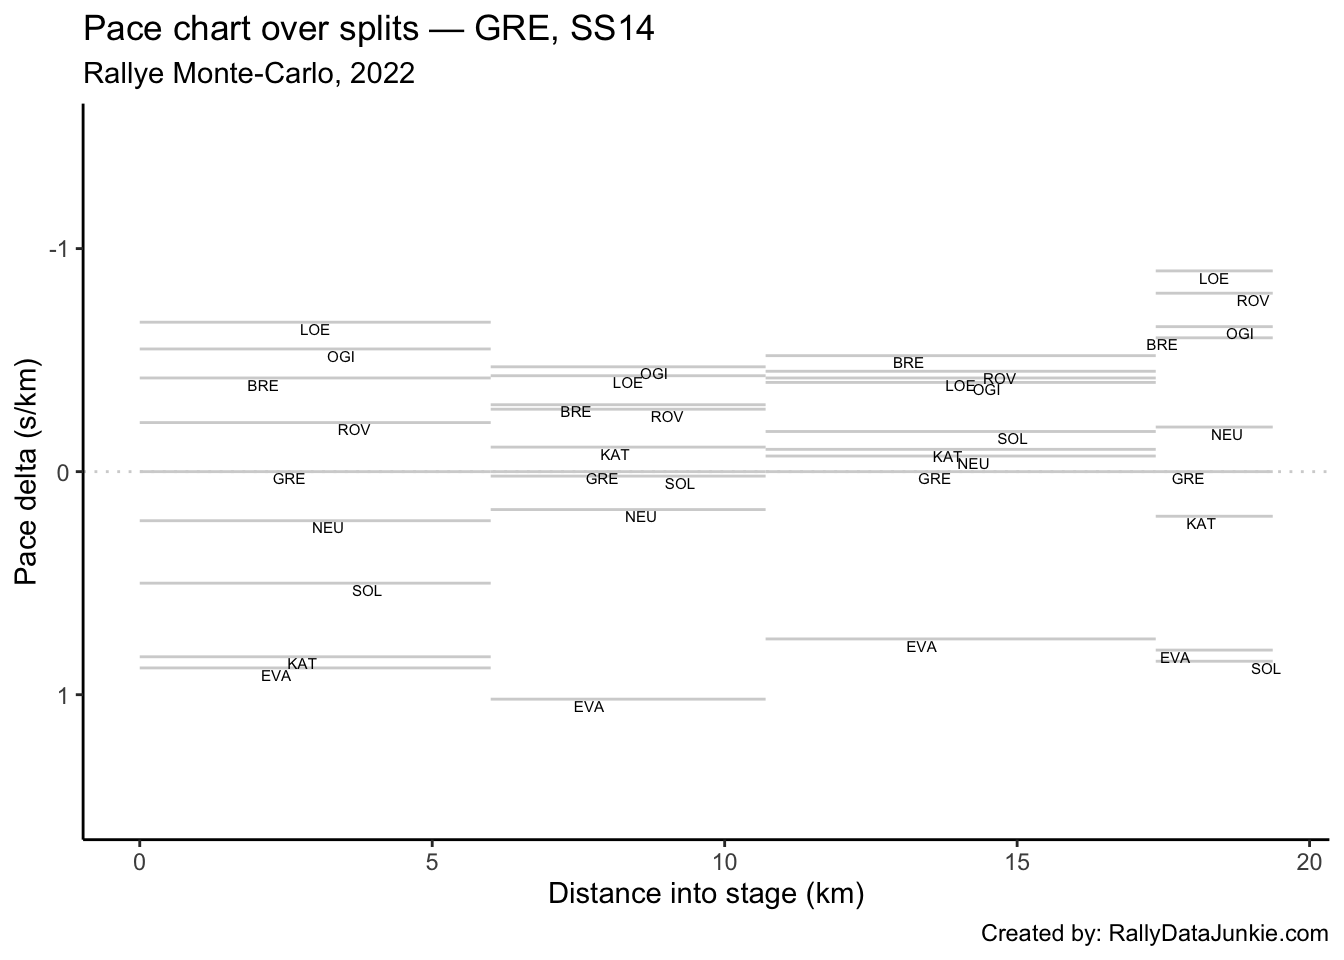 Pace chart over splits — GRE, SS14
Rallye Monte-Carlo, 2022
Pace delta (s/km)
-1
0
1
LOE
OGI
BRE
ROV
GRE
NEU
SOL
KAT
EVA
OGI
LOE
BRE
ROV
KAT
GRE
SOL
NEU
EVA
BRE
ROV
LOE
OGI
SOL
KAT
NEU
GRE
EVA
LOE
ROV
OGI
BRE
NEU
GRE
KAT
EVA
SOL
0 5 10 15 20
Distance into stage (km)
Created by: RallyDataJunkie.com